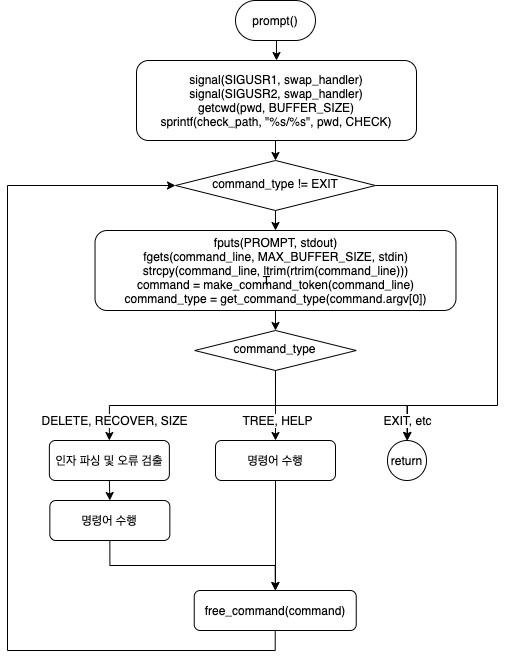 prompt()
signal(SIGUSR1, swap_handler)
signal(SIGUSR2, swap_handler)
getcwd(pwd, BUFFER_SIZE)
sprintf(check_path, "%s/%s", pwd, CHECK)
command_type != EXIT
fputs(PROMPT, stdout)
fgets(command_line, MAX_BUFFER_SIZE, stdin)
strcpy(command_line, ltrim(rtrim(command_line)))
command = make_command_token(command_line)
command_type = get_command_type(command.argv[0])
command_type
DELETE, RECOVER, SIZE
TREE, HELP
EXIT, etc
인자 파싱 및 오류 검출
명령어 수행
return
명령어 수행
free_command(command)